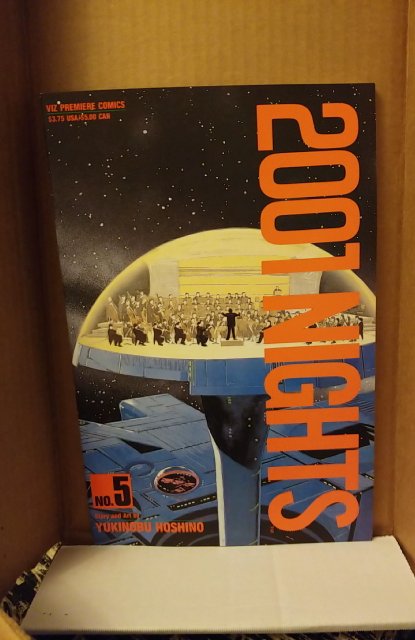 VIZ PREMIERE COMICS
$3.75 USA/$5.00 CAN
2001 NIGHTS
NO. 5
Story and Art by
YUKINOBU HOSHINO